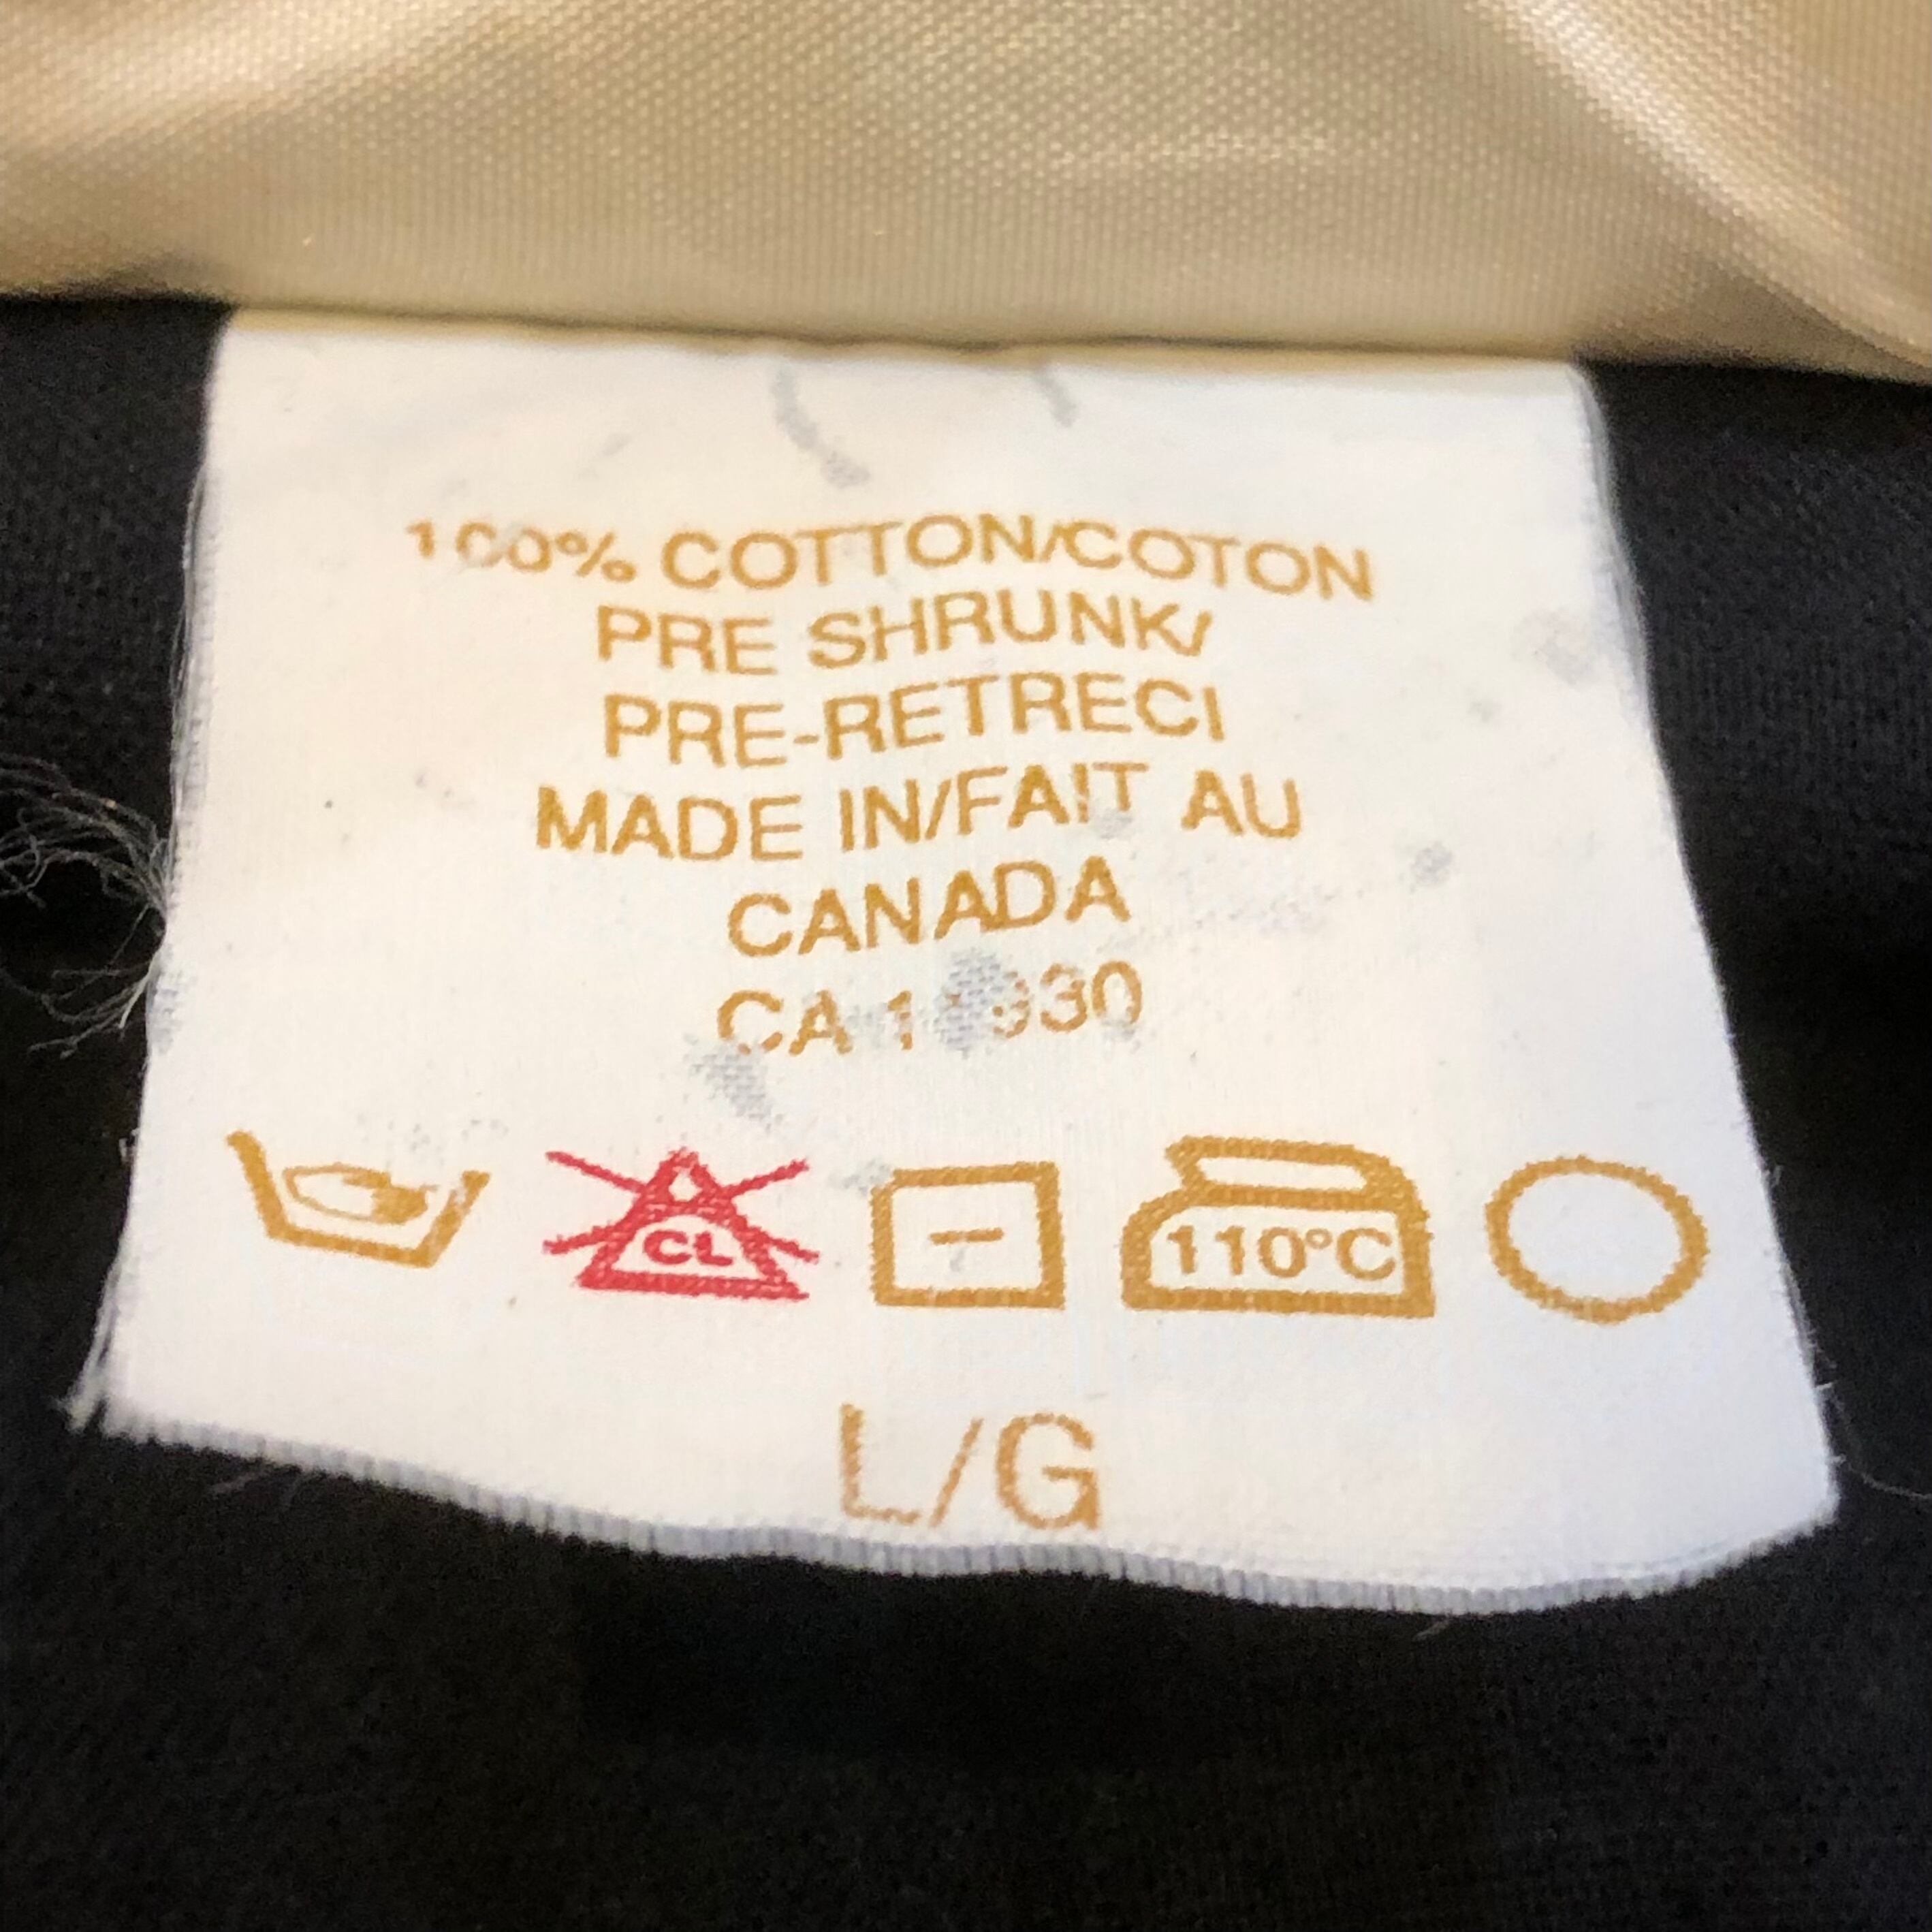 100% COTTON/COTON
PRE SHRUNK/
PRE-RETRECI
MADE IN/FAIT AU
CANADA
CA
CL
110°C
L/G